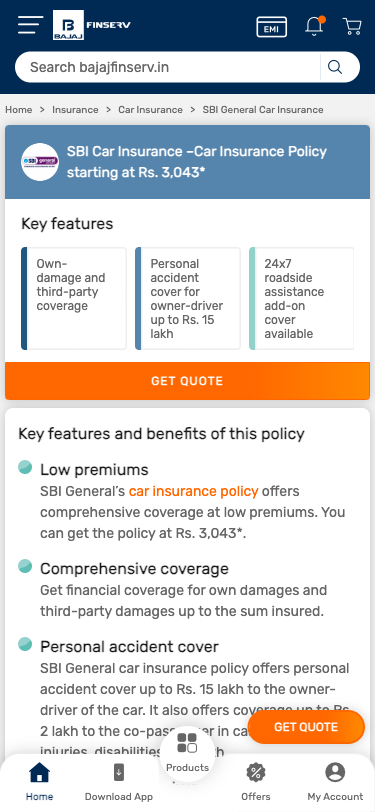 BAJAJ FINSERV
EMI
Search bajajfinserv.in
Home > Insurance > Car Insurance > SBI General Car Insurance
SBI general
SBI Car Insurance –Car Insurance Policy
starting at Rs. 3,043*
Key features
Own-
damage and
third-party
coverage
Personal
accident
cover for
owner-driver
up to Rs. 15
lakh
24x7
roadside
assistance
add-on
cover
available
GET QUOTE
Key features and benefits of this policy
Low premiums
SBI General’s car insurance policy offers
comprehensive coverage at low premiums. You
can get the policy at Rs. 3,043*.
Comprehensive coverage
Get financial coverage for own damages and
third-party damages up to the sum insured.
Personal accident cover
SBI General car insurance policy offers personal
accident cover up to Rs. 15 lakh to the owner-
driver of the car. It also offers coverage up to Rs.
2 lakh to the co-pas er in ca
injuries, disabilities
GET QUOTE
Home
Download App
Products
Offers
My Account